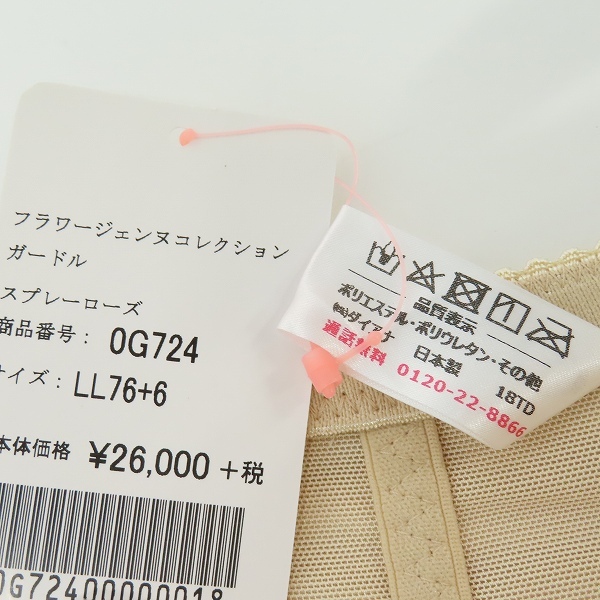 フラワージェンヌコレクション
ガードル
スプレーローズ
商品番号: 0G724
サイズ: LL76+6
本体価格 ¥26,000 +税
0G72400000018
品質表示
ポリエステル・ポリウレタン・その他
㈱ダイアナ 日本製 18TD
通話無料 0120-22-8866